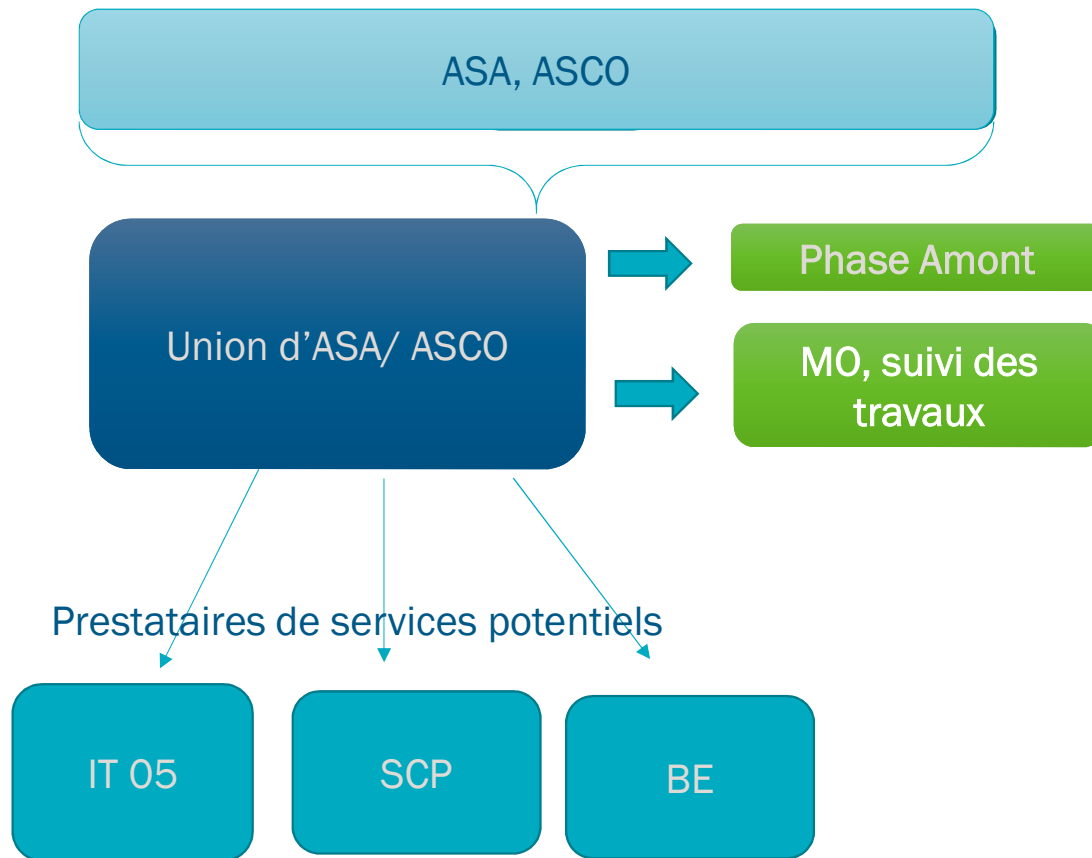 ASA, ASCO
Union d’ASA/ ASCO
Phase Amont
MO, suivi des
travaux
Prestataires de services potentiels
IT 05
SCP
BE